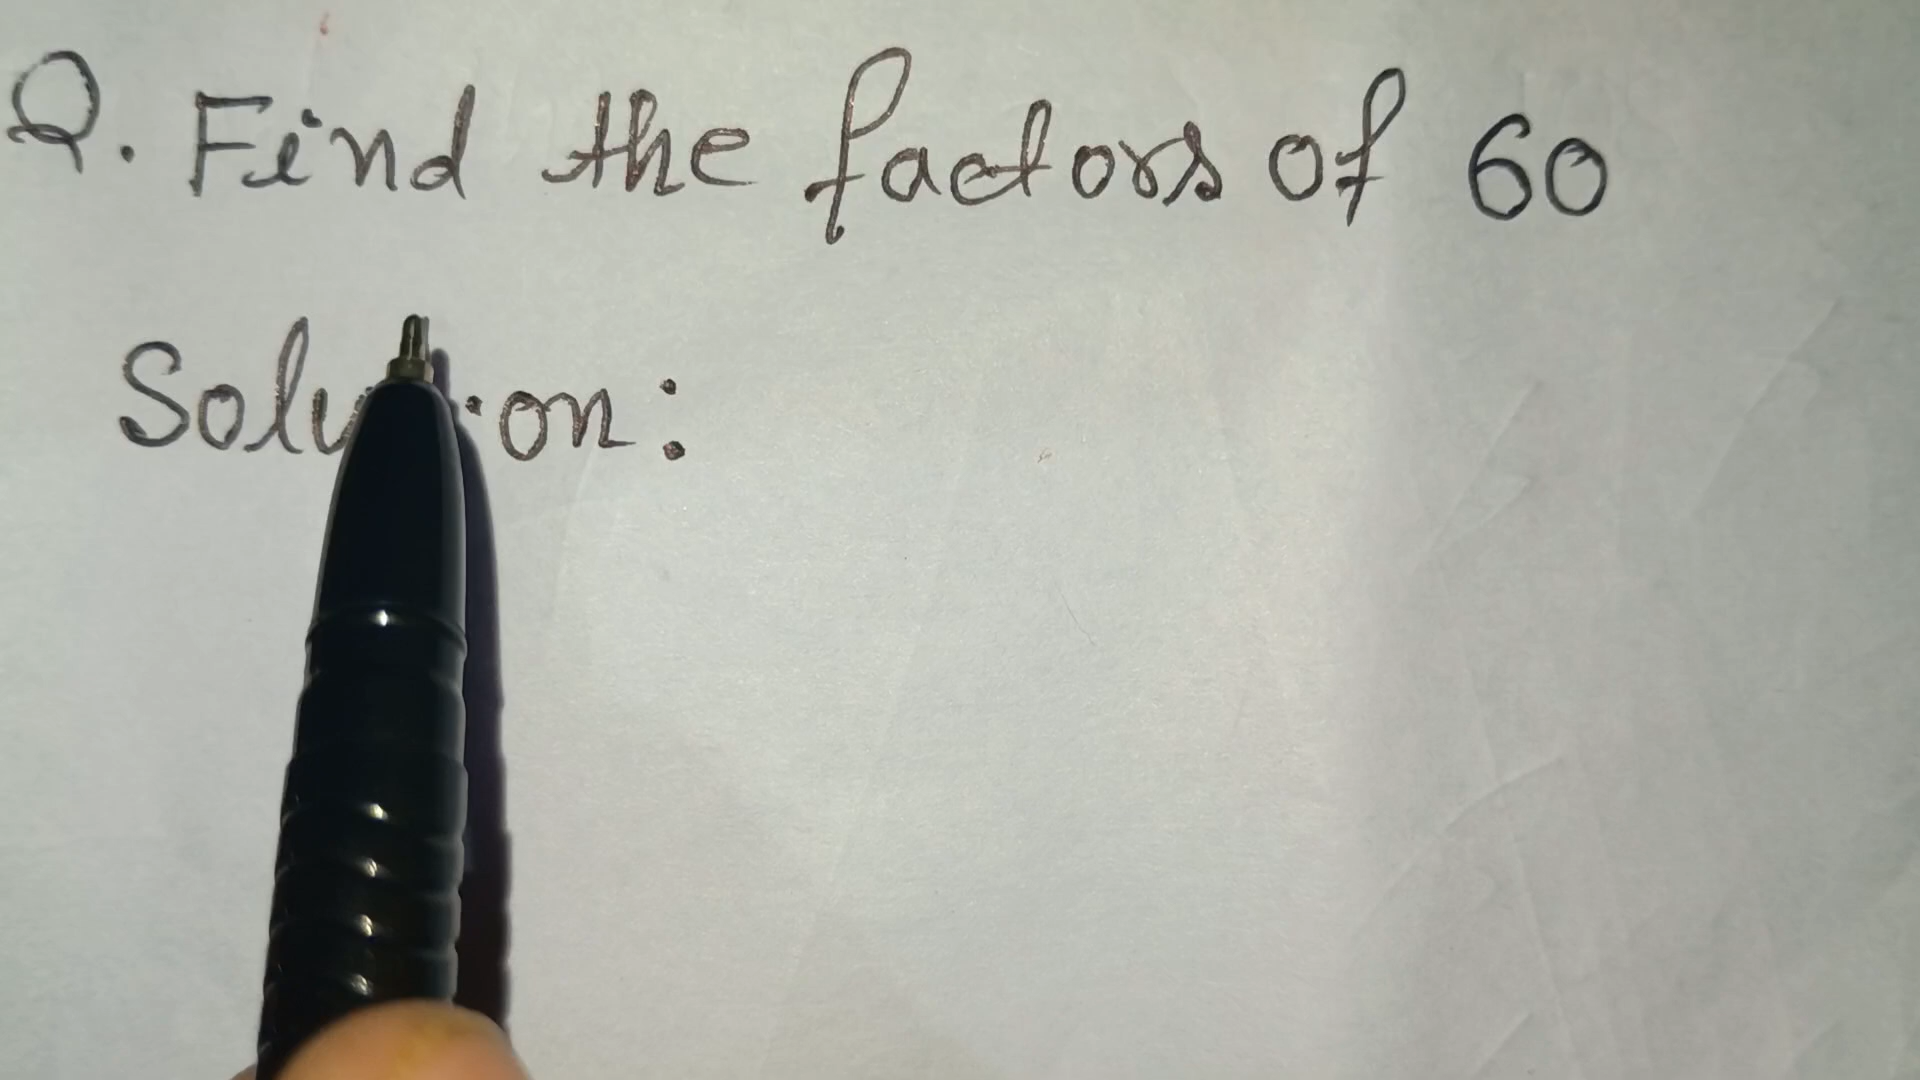 Q. Find the factors of 60
: